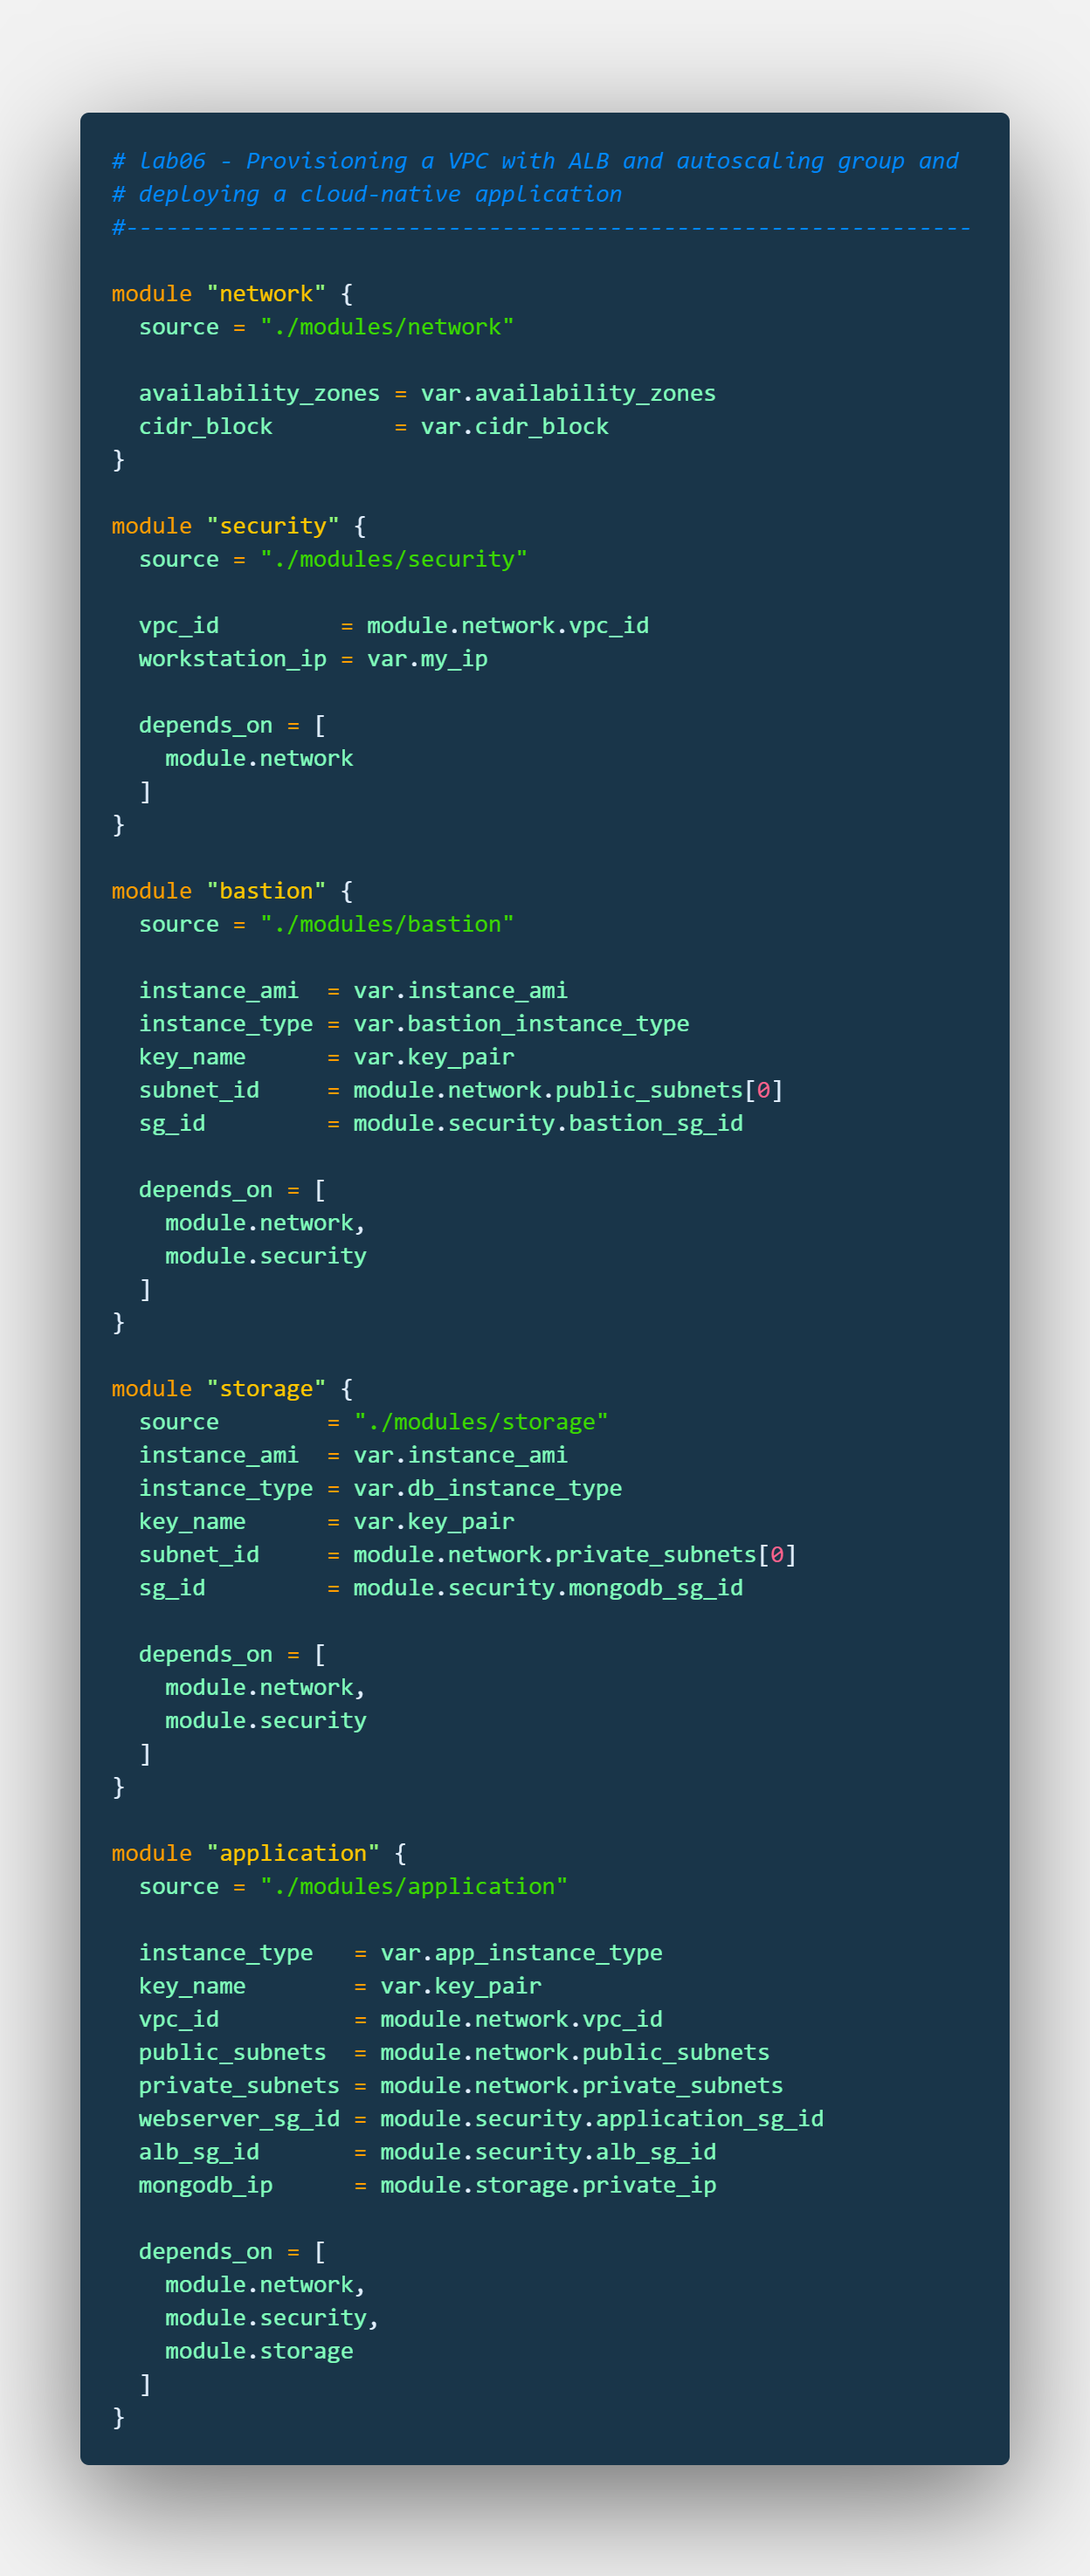 # lab06 - Provisioning a VPC with ALB and autoscaling group and
# deploying a cloud-native application
#---------------------------------------------------------------

module "network" {
  source = "./modules/network"

  availability_zones = var.availability_zones
  cidr_block         = var.cidr_block
}

module "security" {
  source = "./modules/security"

  vpc_id         = module.network.vpc_id
  workstation_ip = var.my_ip

  depends_on = [
    module.network
  ]
}

module "bastion" {
  source = "./modules/bastion"

  instance_ami  = var.instance_ami
  instance_type = var.bastion_instance_type
  key_name      = var.key_pair
  subnet_id     = module.network.public_subnets[0]
  sg_id         = module.security.bastion_sg_id

  depends_on = [
    module.network,
    module.security
  ]
}

module "storage" {
  source        = "./modules/storage"
  instance_ami  = var.instance_ami
  instance_type = var.db_instance_type
  key_name      = var.key_pair
  subnet_id     = module.network.private_subnets[0]
  sg_id         = module.security.mongodb_sg_id

  depends_on = [
    module.network,
    module.security
  ]
}

module "application" {
  source = "./modules/application"

  instance_type   = var.app_instance_type
  key_name        = var.key_pair
  vpc_id          = module.network.vpc_id
  public_subnets  = module.network.public_subnets
  private_subnets = module.network.private_subnets
  webserver_sg_id = module.security.application_sg_id
  alb_sg_id       = module.security.alb_sg_id
  mongodb_ip      = module.storage.private_ip

  depends_on = [
    module.network,
    module.security,
    module.storage
  ]
}